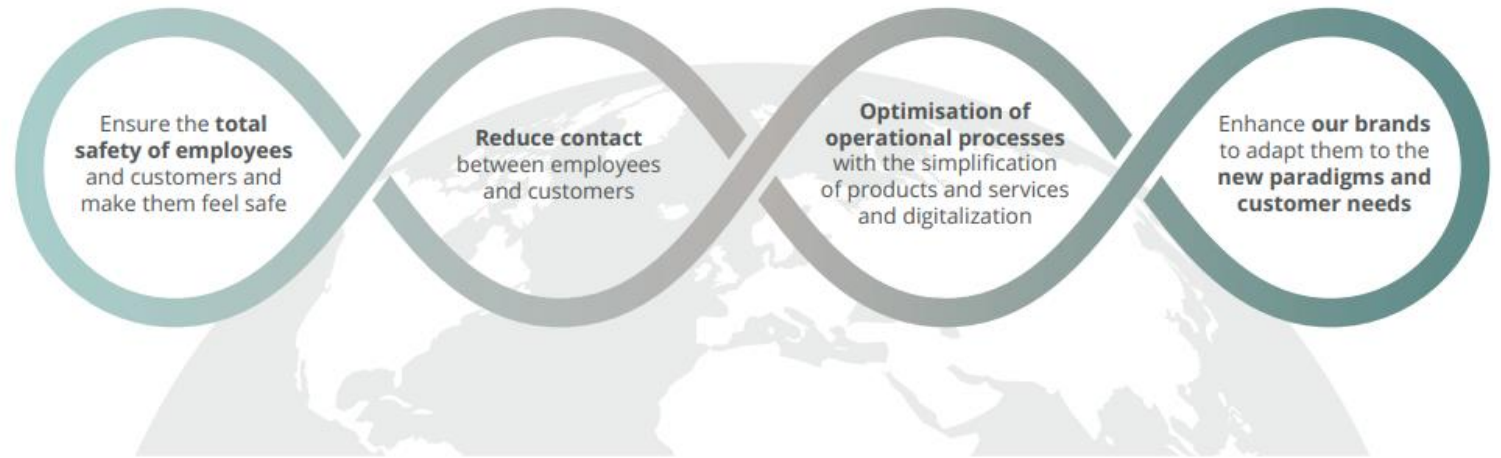 Ensure the total
safety of employees
and customers and
make them feel safe
Reduce contact
between employees
and customers
Optimisation of
operational processes
with the simplification
of products and services
and digitalization
Enhance our brands
to adapt them to the
new paradigms and
customer needs